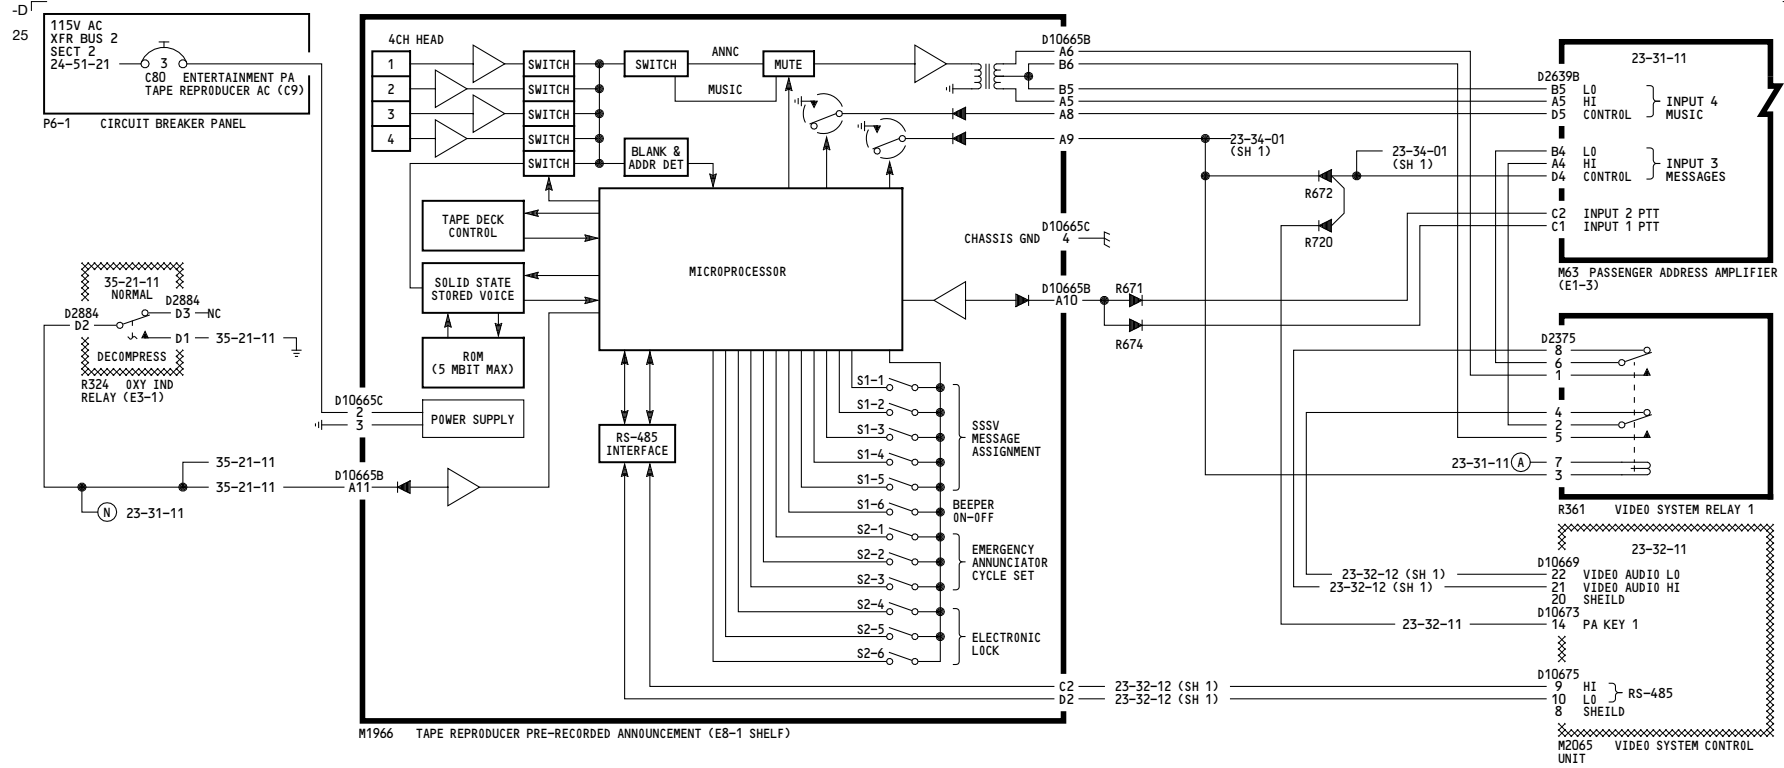 -D
25
115V AC
XFR BUS 2
SECT 2
24-51-21
3
C80 ENTERTAINMENT PA
TAPE REPRODUCER AC (C9)
P6-1 CIRCUIT BREAKER PANEL
35-21-11
NORMAL
D2884
D3 NC
D2884
D2
D1 35-21-11
DECOMPRESS
R324 OXY IND
RELAY (E3-1)
D10665C
2
3
35-21-11
35-21-11
D10665B
A11
N 23-31-11
4CH HEAD
1
2
3
4
SWITCH
SWITCH
SWITCH
SWITCH
SWITCH
SWITCH
ANNC
MUSIC
MUTE
BLANK &
ADDR DET
TAPE DECK
CONTROL
SOLID STATE
STORED VOICE
ROM
(5 MBIT MAX)
POWER SUPPLY
MICROPROCESSOR
RS-485
INTERFACE
S1-1
S1-2
S1-3
S1-4
S1-5
S1-6
S2-1
S2-2
S2-3
S2-4
S2-5
S2-6
SSSV
MESSAGE
ASSIGNMENT
BEEPER
ON-OFF
EMERGENCY
ANNUNCIATOR
CYCLE SET
ELECTRONIC
LOCK
M1966 TAPE REPRODUCER PRE-RECORDED ANNOUNCEMENT (E8-1 SHELF)
D10665B
A6
B6
B5
A5
A8
A9
D10665C
CHASSIS GND 4
D10665B
A10
C2 23-32-12 (SH 1)
D2 23-32-12 (SH 1)
23-34-01
(SH 1)
23-34-01
(SH 1)
R672
R720
R671
R674
23-31-11
D2639B
B5 LO
A5 HI
D5 CONTROL
INPUT 4
MUSIC
B4 LO
A4 HI
D4 CONTROL
INPUT 3
MESSAGES
C2 INPUT 2 PTT
C1 INPUT 1 PTT
M63 PASSENGER ADDRESS AMPLIFIER
(E1-3)
D2375
8
6
1
4
2
5
23-31-11 A 7
3
R361 VIDEO SYSTEM RELAY 1
23-32-11
D10669
23-32-12 (SH 1) 22 VIDEO AUDIO LO
23-32-12 (SH 1) 21 VIDEO AUDIO HI
20 SHEILD
D10673
23-32-11 14 PA KEY 1
D10675
9 HI
10 LO
RS-485
8 SHEILD
M2065 VIDEO SYSTEM CONTROL
UNIT